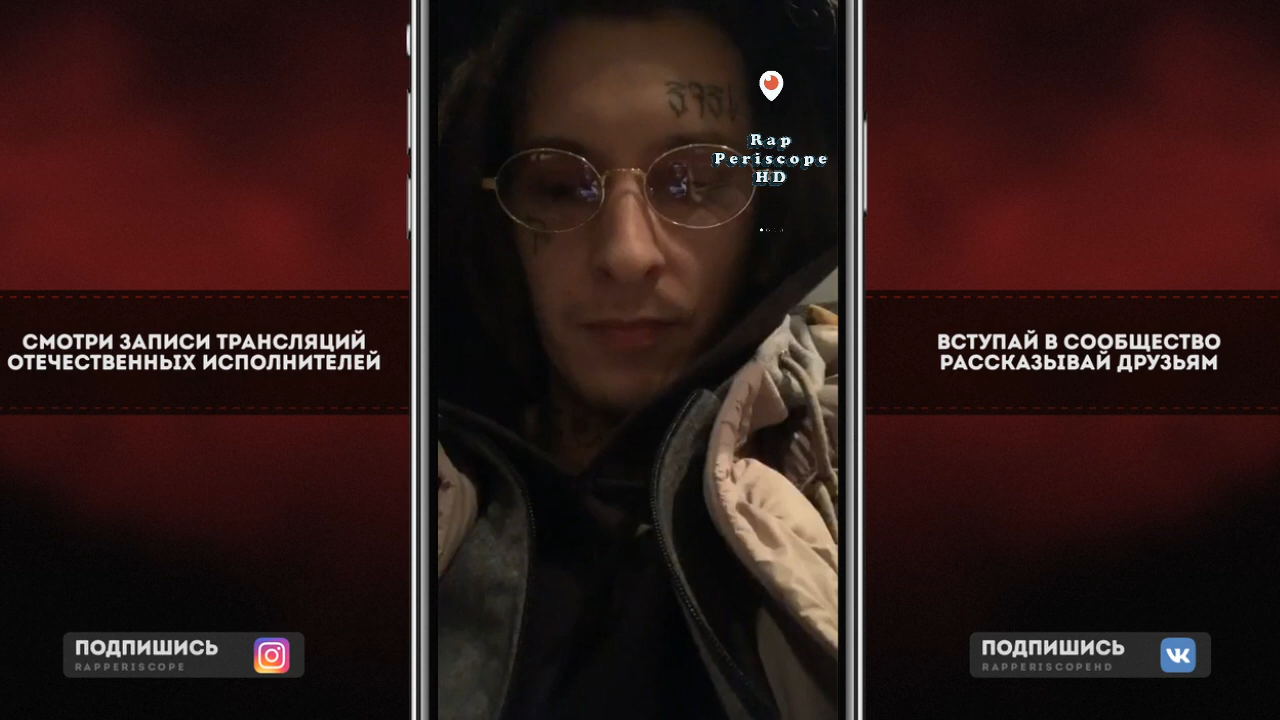 Rap
Periscope
HD
СМОТРИ ЗАПИСИ ТРАНСЛЯЦИЙ
ОТЕЧЕСТВЕННЫХ ИСПОЛНИТЕЛЕЙ
ВСТУПАЙ В СООБЩЕСТВО
РАССКАЗЫВАЙ ДРУЗЬЯМ
ПОДПИШИСЬ
RAPPERISCOPE
ПОДПИШИСЬ
RAPPERISCOPEHD